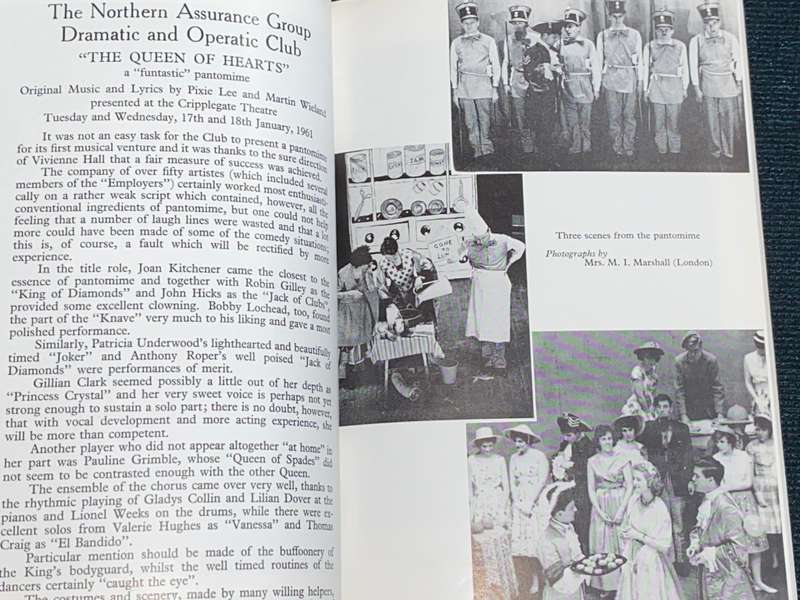 The Northern Assurance Group
Dramatic and Operatic Club
"THE QUEEN OF HEARTS"
a "funtastic" pantomime
Original Music and Lyrics by Pixie Lee and Martin Wieland
presented at the Cripplegate Theatre
Tuesday and Wednesday, 17th and 18th January, 1961
It was not an easy task for the Club to present a pantomime
for its first musical venture and it was thanks to the sure direction
of Vivienne Hall that a fair measure of success was achieved.
The company of over fifty artistes (which included several
members of the "Employers") certainly worked most enthusiasti-
cally on a rather weak script which contained, however, all the
conventional ingredients of pantomime, but one could not help
feeling that a number of laugh lines were wasted and that a lot
more could have been made of some of the comedy situations;
this is, of course, a fault which will be rectified by more
experience.
In the title role, Joan Kitchener came the closest to the
essence of pantomime and together with Robin Gilley as the
"King of Diamonds" and John Hicks as the "Jack of Clubs"
provided some excellent clowning. Bobby Lochead, too, found
the part of the "Knave" very much to his liking and gave a most
polished performance.
Similarly, Patricia Underwood's lighthearted and beautifully
timed "Joker" and Anthony Roper's well poised "Jack of
Diamonds" were performances of merit.
Gillian Clark seemed possibly a little out of her depth as
"Princess Crystal" and her very sweet voice is perhaps not yet
strong enough to sustain a solo part; there is no doubt, however,
that with vocal development and more acting experience, she
will be more than competent.
Another player who did not appear altogether "at home" in
her part was Pauline Grimble, whose "Queen of Spades" did
not seem to be contrasted enough with the other Queen.
The ensemble of the chorus came over very well, thanks to
the rhythmic playing of Gladys Collin and Lilian Dover at the
pianos and Lionel Weeks on the drums, while there were ex-
cellent solos from Valerie Hughes as "Vanessa" and Thomas
Craig as "El Bandido".
Particular mention should be made of the buffoonery of
the King's bodyguard, whilst the well timed routines of the
dancers certainly "caught the eye".
The costumes and scenery, made by many willing helpers,
JAM
GONE
TO
Three scenes from the pantomime
Photographs by
Mrs. M. I. Marshall (London)